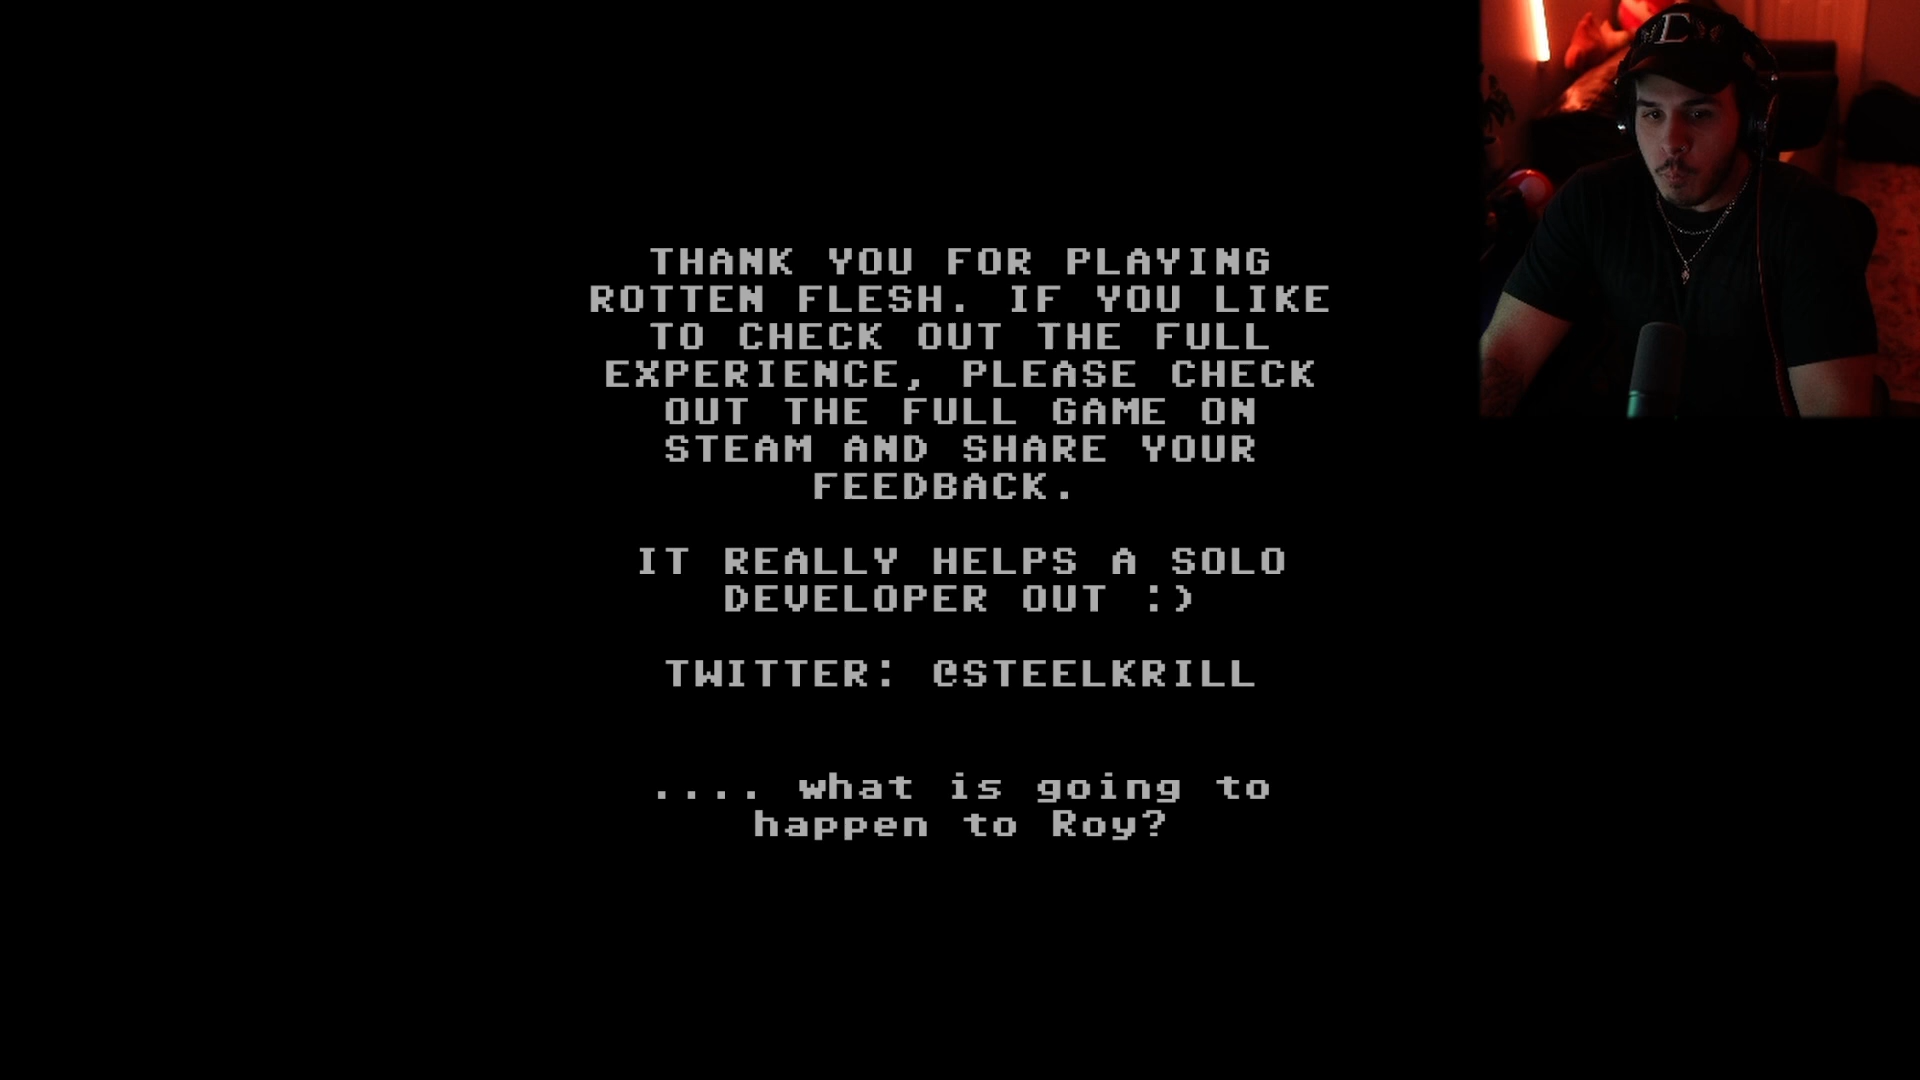 THANK YOU FOR PLAYING
ROTTEN FLESH. IF YOU LIKE
TO CHECK OUT THE FULL
EXPERIENCE, PLEASE CHECK
OUT THE FULL GAME ON
STEAM AND SHARE YOUR
FEEDBACK.
IT REALLY HELPS A SOLO
DEVELOPER OUT :)
TWITTER: @STEELKRILL
.... what is going to
happen to Roy?